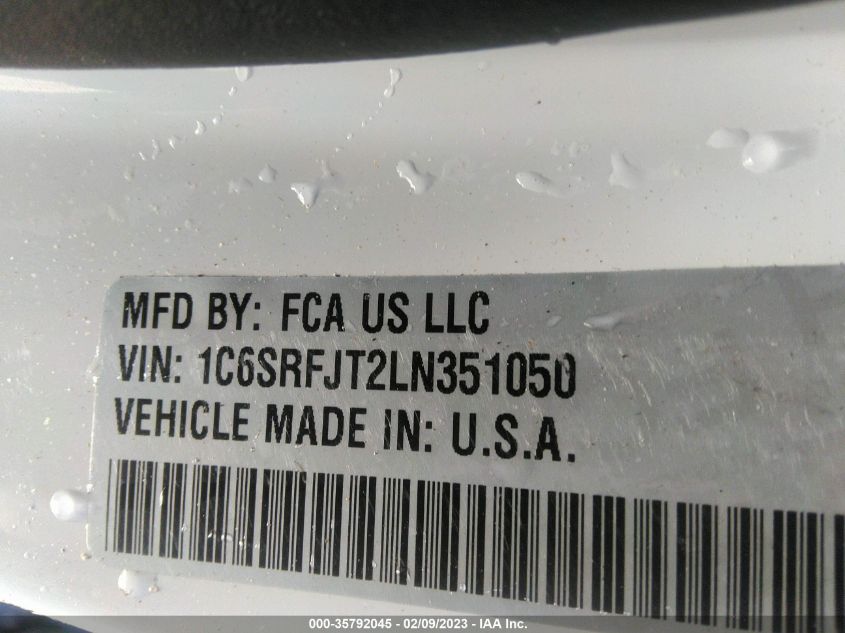 MFD BY: FCA US LLC
VIN: 1C6SRFJT2LN351050
VEHICLE MADE IN: U.S.A.
000-35792045 - 02/09/2023 - IAA Inc.